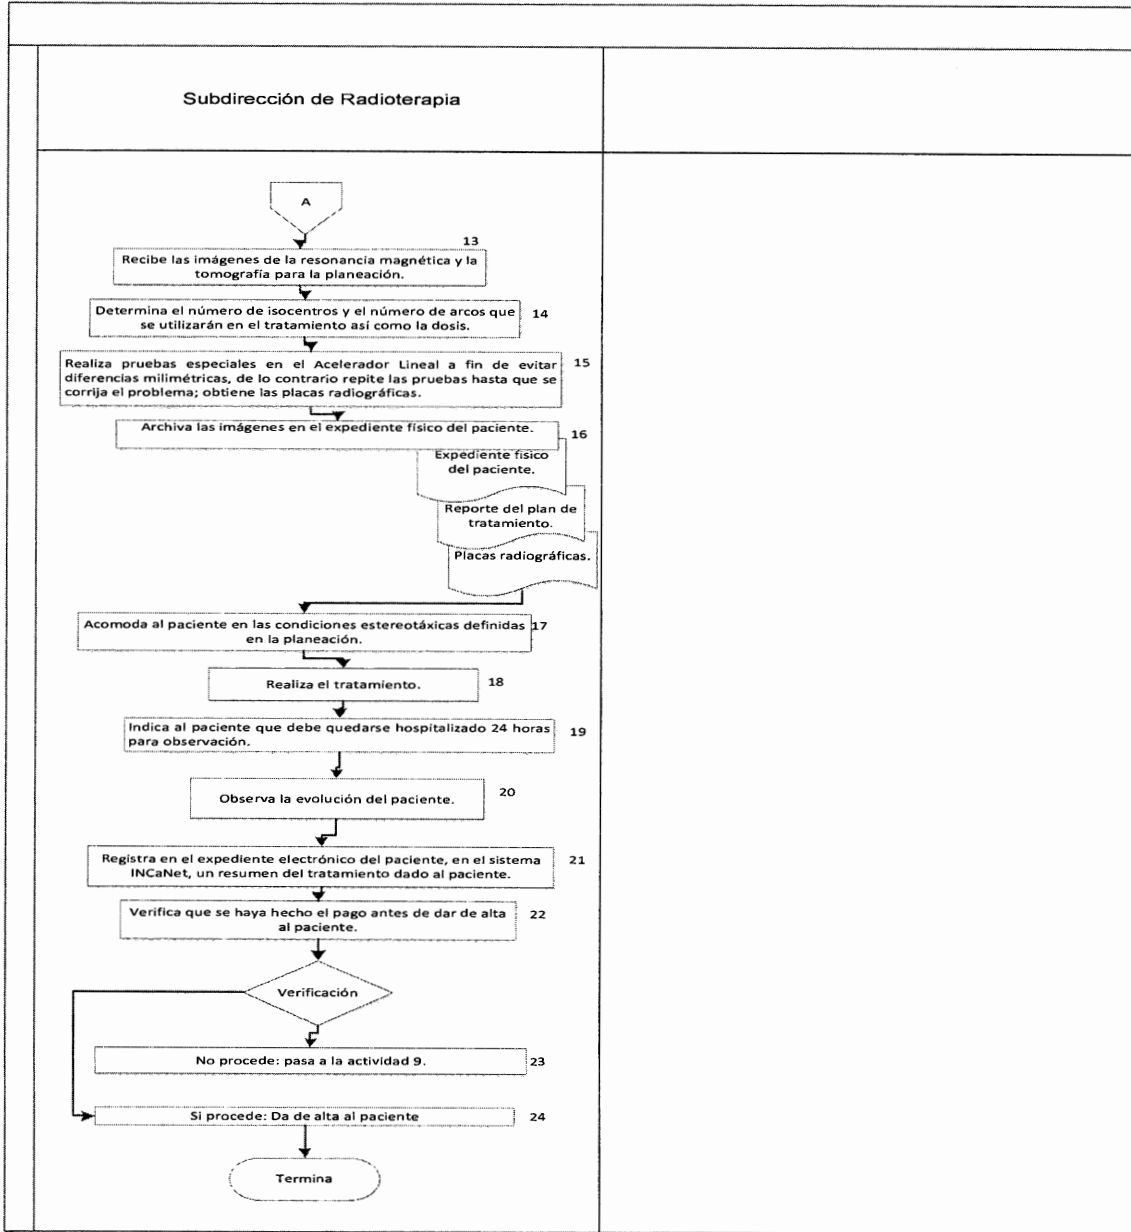 Subdirección de Radioterapia
A
13
Recibe las imágenes de la resonancia magnética y la
tomografía para la planeación.
Determina el número de isocentros y el número de arcos que
se utilizarán en el tratamiento así como la dosis.
14
Realiza pruebas especiales en el Acelerador Lineal a fin de evitar
diferencias milimétricas, de lo contrario repite las pruebas hasta que se
corrija el problema; obtiene las placas radiográficas.
15
Archiva las imágenes en el expediente físico del paciente.
16
Expediente físico
del paciente.
Reporte del plan de
tratamiento.
Placas radiográficas.
Acomoda al paciente en las condiciones estereotáxicas definidas
en la planeación.
17
Realiza el tratamiento.
18
Indica al paciente que debe quedarse hospitalizado 24 horas
para observación.
19
Observa la evolución del paciente.
20
Registra en el expediente electrónico del paciente, en el sistema
INCaNet, un resumen del tratamiento dado al paciente.
21
Verifica que se haya hecho el pago antes de dar de alta
al paciente.
22
Verificación
No procede: pasa a la actividad 9.
23
Si procede: Da de alta al paciente
24
Termina